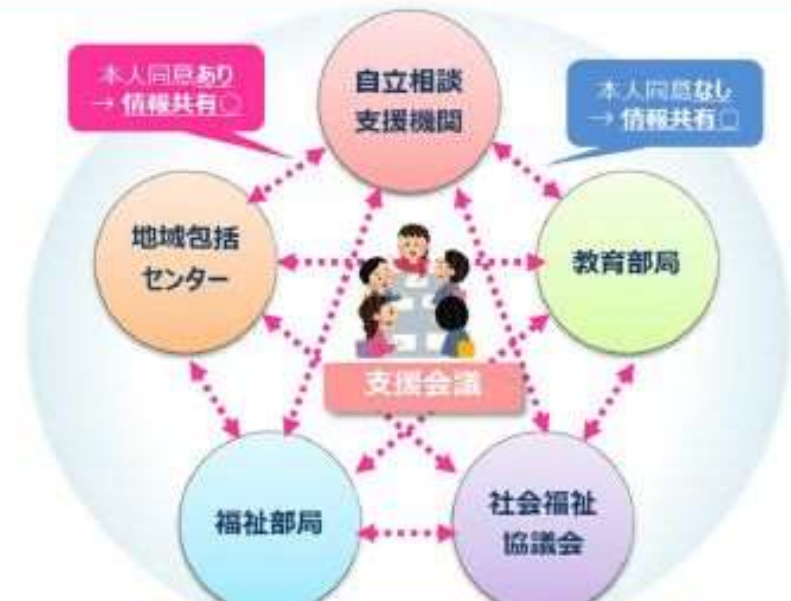 本人同意あり
→ 情報共有○
自立相談
支援機関
本人同意なし
→ 情報共有○
地域包括
センター
教育部局
支援会議
福祉部局
社会福祉
協議会